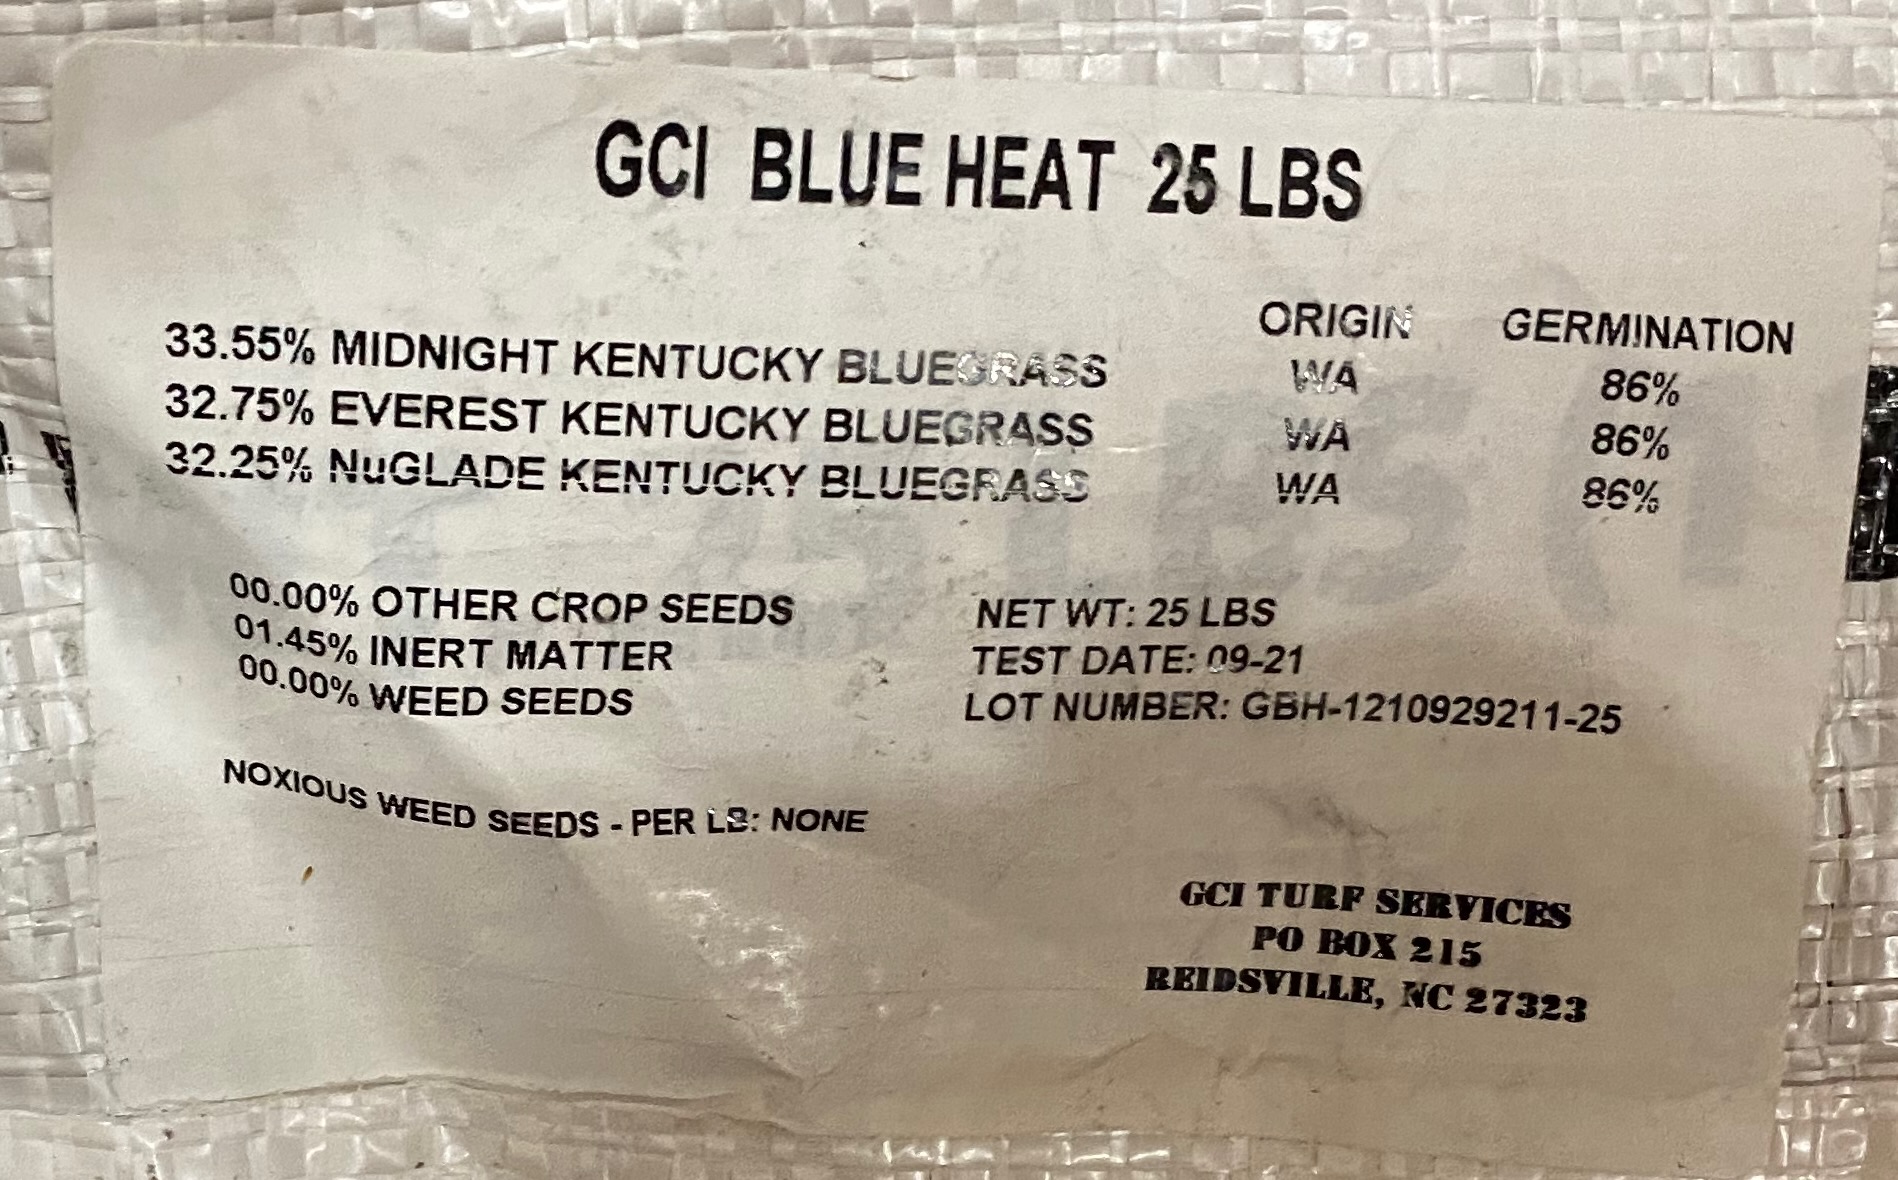 GCI BLUE HEAT 25 LBS
ORIGIN GERMINATION
33.55% MIDNIGHT KENTUCKY BLUEGRASS WA 86%
32.75% EVEREST KENTUCKY BLUEGRASS WA 86%
32.25% NuGLADE KENTUCKY BLUEGRASS WA 86%
00.00% OTHER CROP SEEDS
01.45% INERT MATTER
00.00% WEED SEEDS
NET WT: 25 LBS
TEST DATE: 09-21
LOT NUMBER: GBH-1210929211-25
NOXIOUS WEED SEEDS - PER LB: NONE
GCI TURF SERVICES
PO BOX 215
REIDSVILLE, NC 27323